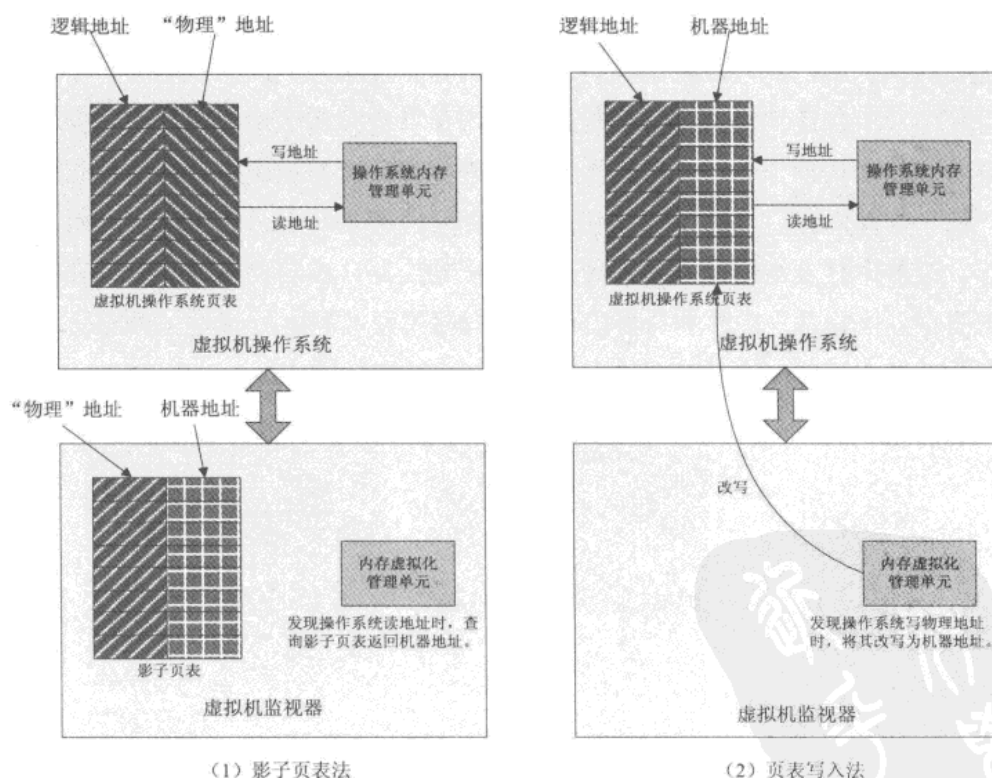 逻辑地址
“物理”地址
写地址
操作系统内存
管理单元
读地址
虚拟机操作系统页表
虚拟机操作系统
“物理”地址
机器地址
内存虚拟化
管理单元
发现操作系统读地址时，查
询影子页表返回机器地址。
影子页表
虚拟机监视器
（1）影子页表法
逻辑地址
机器地址
写地址
操作系统内存
管理单元
读地址
虚拟机操作系统页表
虚拟机操作系统
改写
内存虚拟化
管理单元
发现操作系统写物理地址
时，将其改写为机器地址。
虚拟机监视器
（2）页表写入法